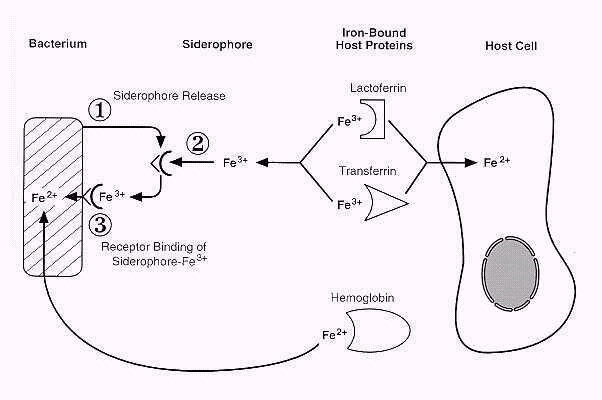 Bacterium
Siderophore
Iron-Bound
Host Proteins
Host Cell
Lactoferrin
Siderophore Release
1
Fe3+
2
Fe3+
Fe2+
Transferrin
Fe2+
Fe3+
Fe3+
3
Receptor Binding of
Siderophore-Fe3+
Hemoglobin
Fe2+